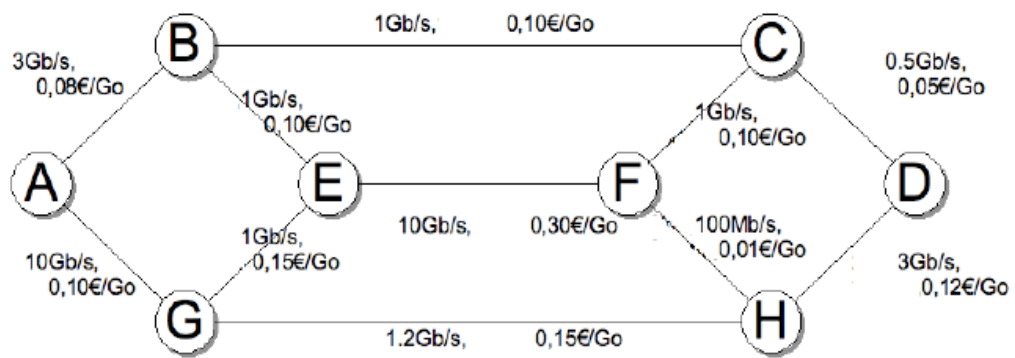 1Gb/s, 0,10€/Go
B
C
3Gb/s,
0,08€/Go
0.5Gb/s,
0,05€/Go
1Gb/s,
0,10€/Go
1Gb/s,
0,10€/Go
A
E
F
D
10Gb/s, 0,30€/Go
1Gb/s,
0,15€/Go
100Mb/s,
0,01€/Go
10Gb/s,
0,10€/Go
3Gb/s,
0,12€/Go
G
H
1.2Gb/s, 0,15€/Go